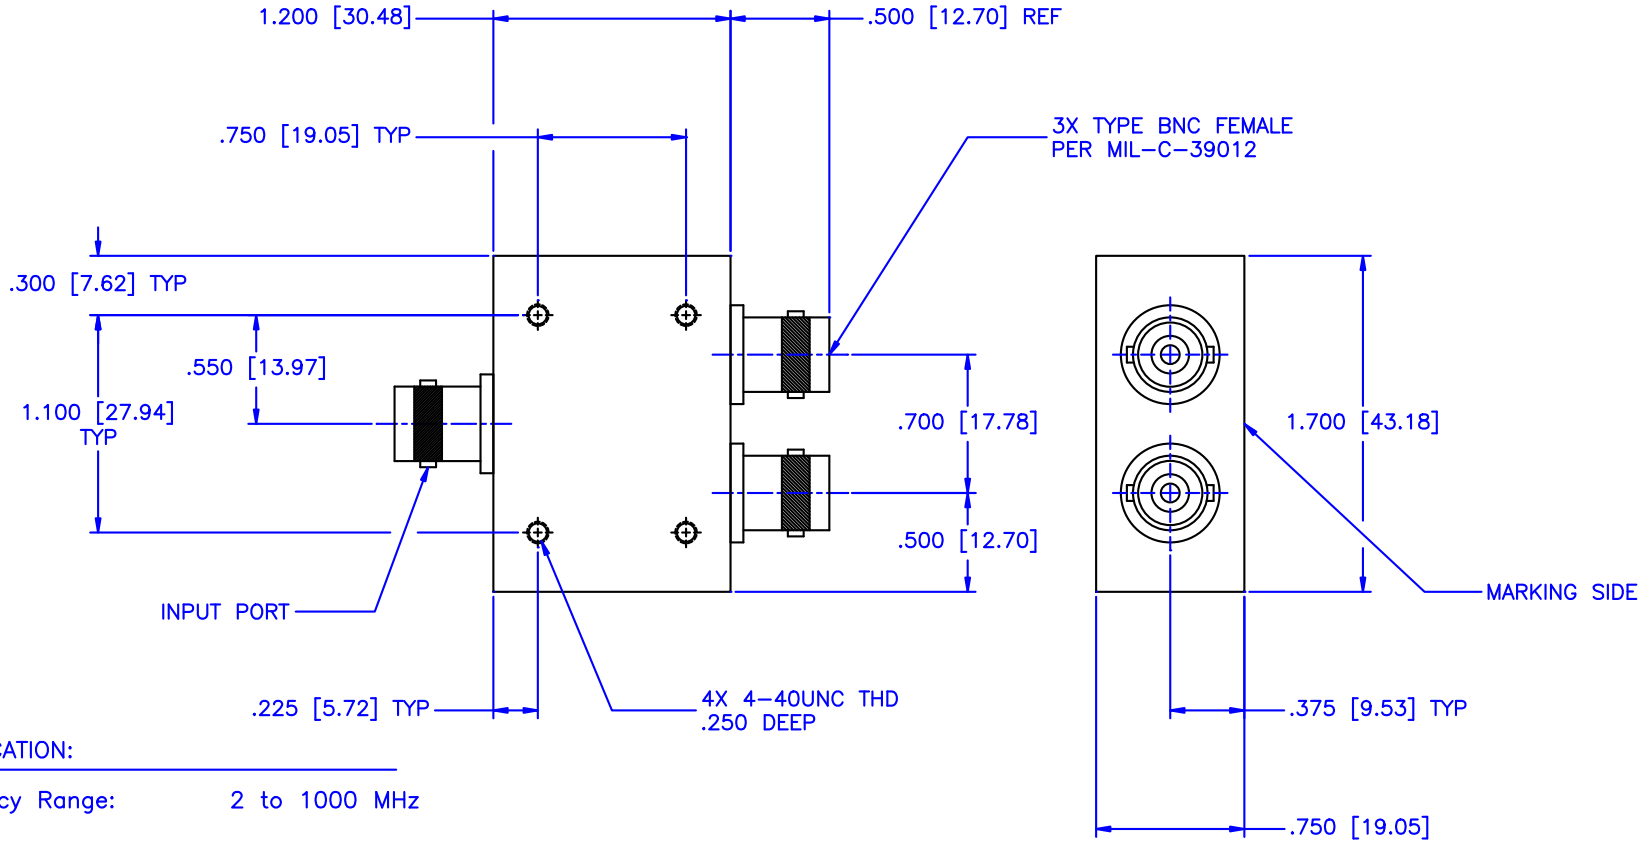 1.200 [30.48]
.500 [12.70] REF
.750 [19.05] TYP
3X TYPE BNC FEMALE
PER MIL-C-39012
.300 [7.62] TYP
.550 [13.97]
1.100 [27.94]
TYP
.700 [17.78]
1.700 [43.18]
.500 [12.70]
INPUT PORT
MARKING SIDE
.225 [5.72] TYP
4X 4-40UNC THD
.250 DEEP
.375 [9.53] TYP
CATION:
cy Range: 2 to 1000 MHz
.750 [19.05]